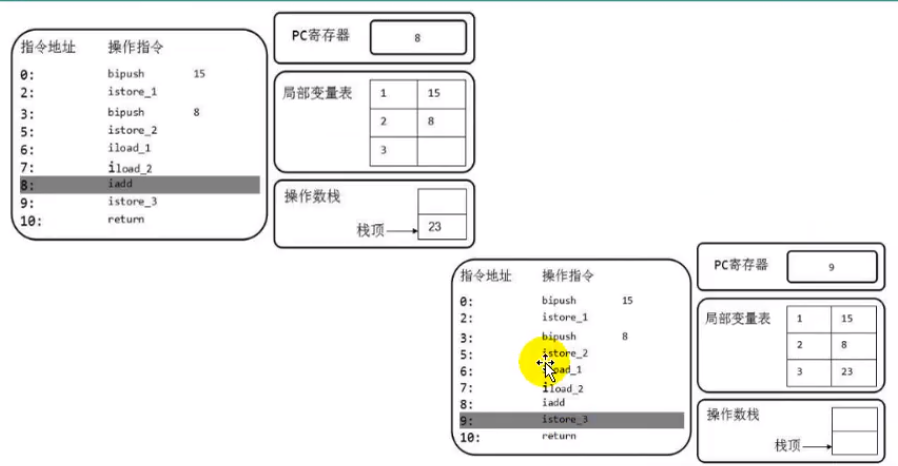 指令地址 操作指令
0: bipush 15
2: istore_1
3: bipush 8
5: istore_2
6: iload_1
7: iload_2
8: iadd
9: istore_3
10: return
PC寄存器 8
局部变量表 1 15
2 8
3
操作数栈
栈顶 23
指令地址 操作指令
0: bipush 15
2: istore_1
3: bipush 8
5: istore_2
6: iload_1
7: iload_2
8: iadd
9: istore_3
10: return
PC寄存器 9
局部变量表 1 15
2 8
3 23
操作数栈
栈顶